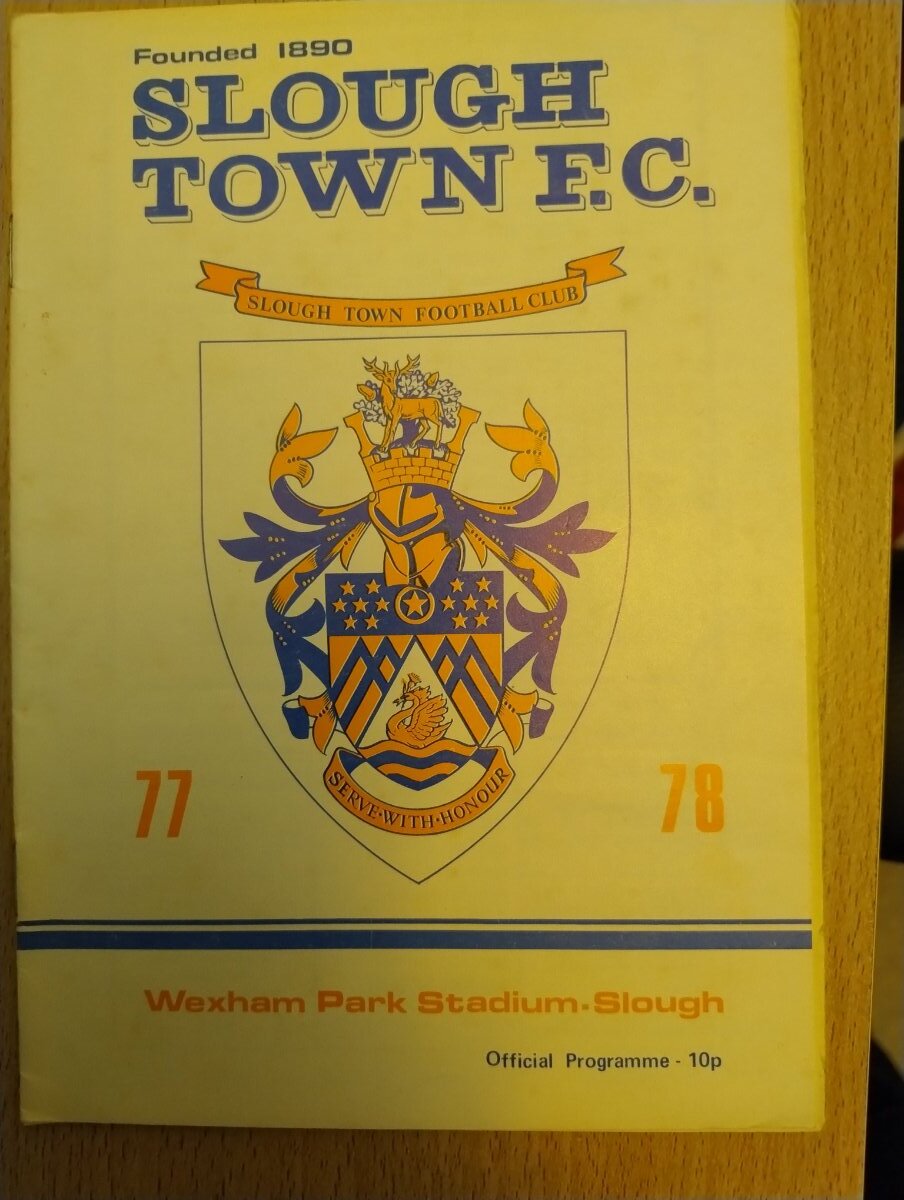 Founded 1890
SLOUGH
TOWN F.C.
SLOUGH TOWN FOOTBALL CLUB
SERVE·WITH·HONOUR
77
78
Wexham Park Stadium-Slough
Official Programme - 10p